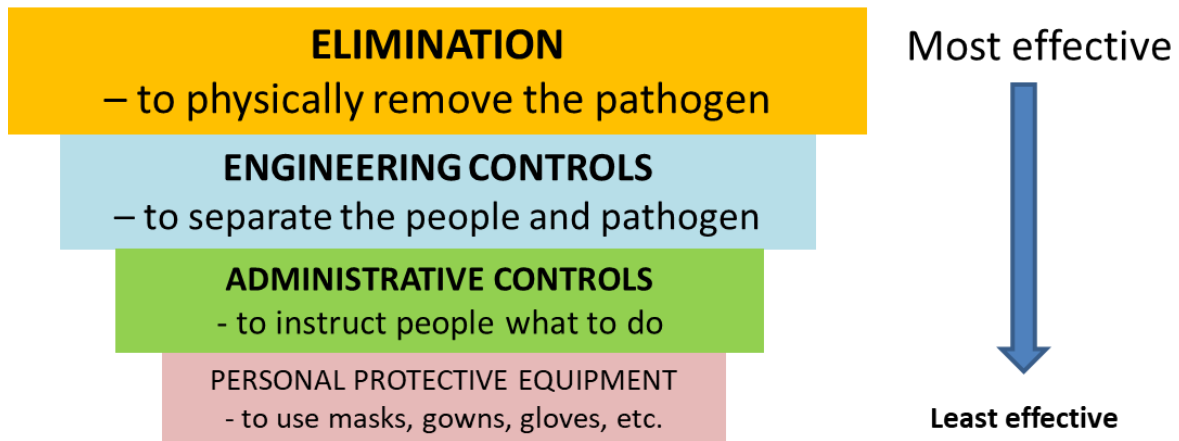 ELIMINATION
– to physically remove the pathogen
Most effective
ENGINEERING CONTROLS
– to separate the people and pathogen
ADMINISTRATIVE CONTROLS
- to instruct people what to do
PERSONAL PROTECTIVE EQUIPMENT
- to use masks, gowns, gloves, etc.
Least effective